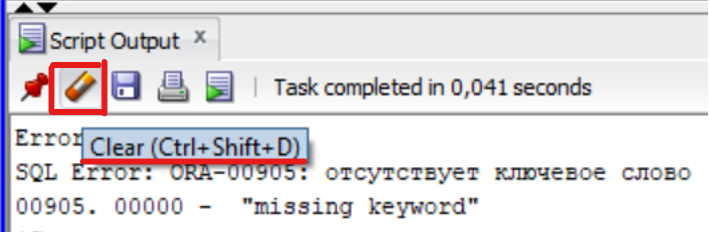 Script Output x
Task completed in 0,041 seconds
Error
Clear (Ctrl+Shift+D)
SQL Error: ORA-00905: отсутствует ключевое слово
00905. 00000 - "missing keyword"